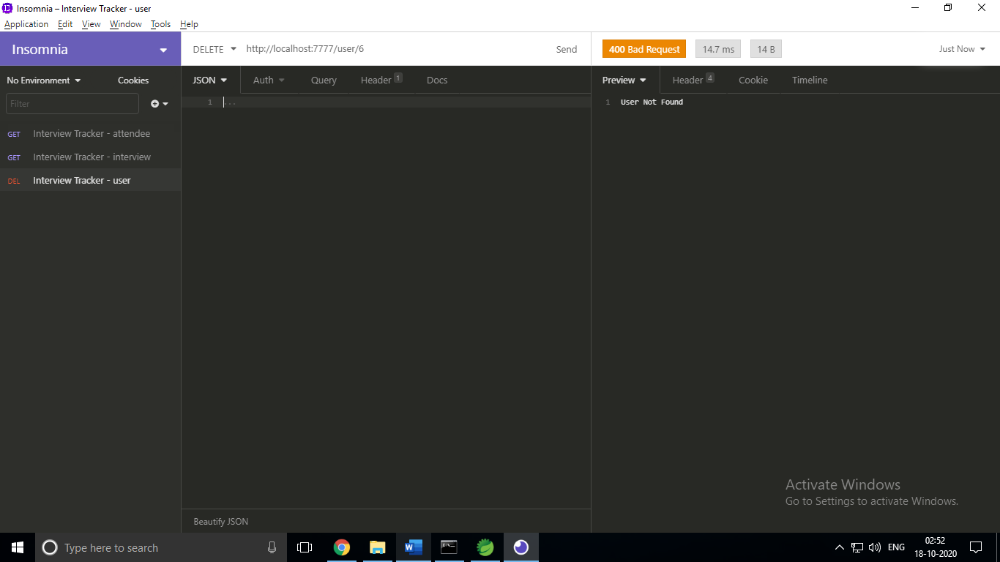 Insomnia – Interview Tracker - user
Application Edit View Window Tools Help
Insomnia
DELETE http://localhost:7777/user/6 Send
400 Bad Request 14.7 ms 14 B Just Now
No Environment Cookies
JSON Auth Query Header 1 Docs
Preview Header 4 Cookie Timeline
Filter
1 ...
1 User Not Found
GET Interview Tracker - attendee
GET Interview Tracker - interview
DEL Interview Tracker - user
Activate Windows
Go to Settings to activate Windows.
Beautify JSON
Type here to search
ENG
02:52
18-10-2020